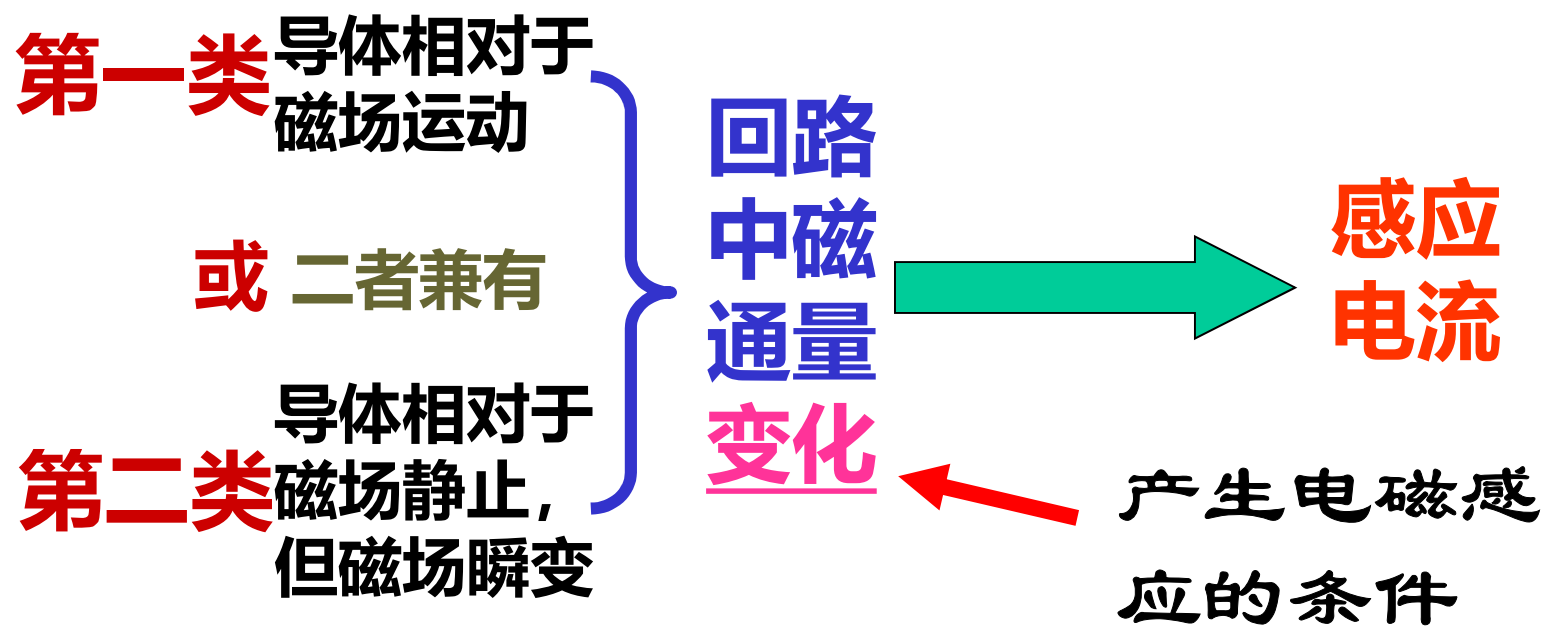 第一类
导体相对于
磁场运动
或 二者兼有
第二类
导体相对于
磁场静止，
但磁场瞬变
回路
中磁
通量
变化
感应
电流
产生电磁感
应的条件